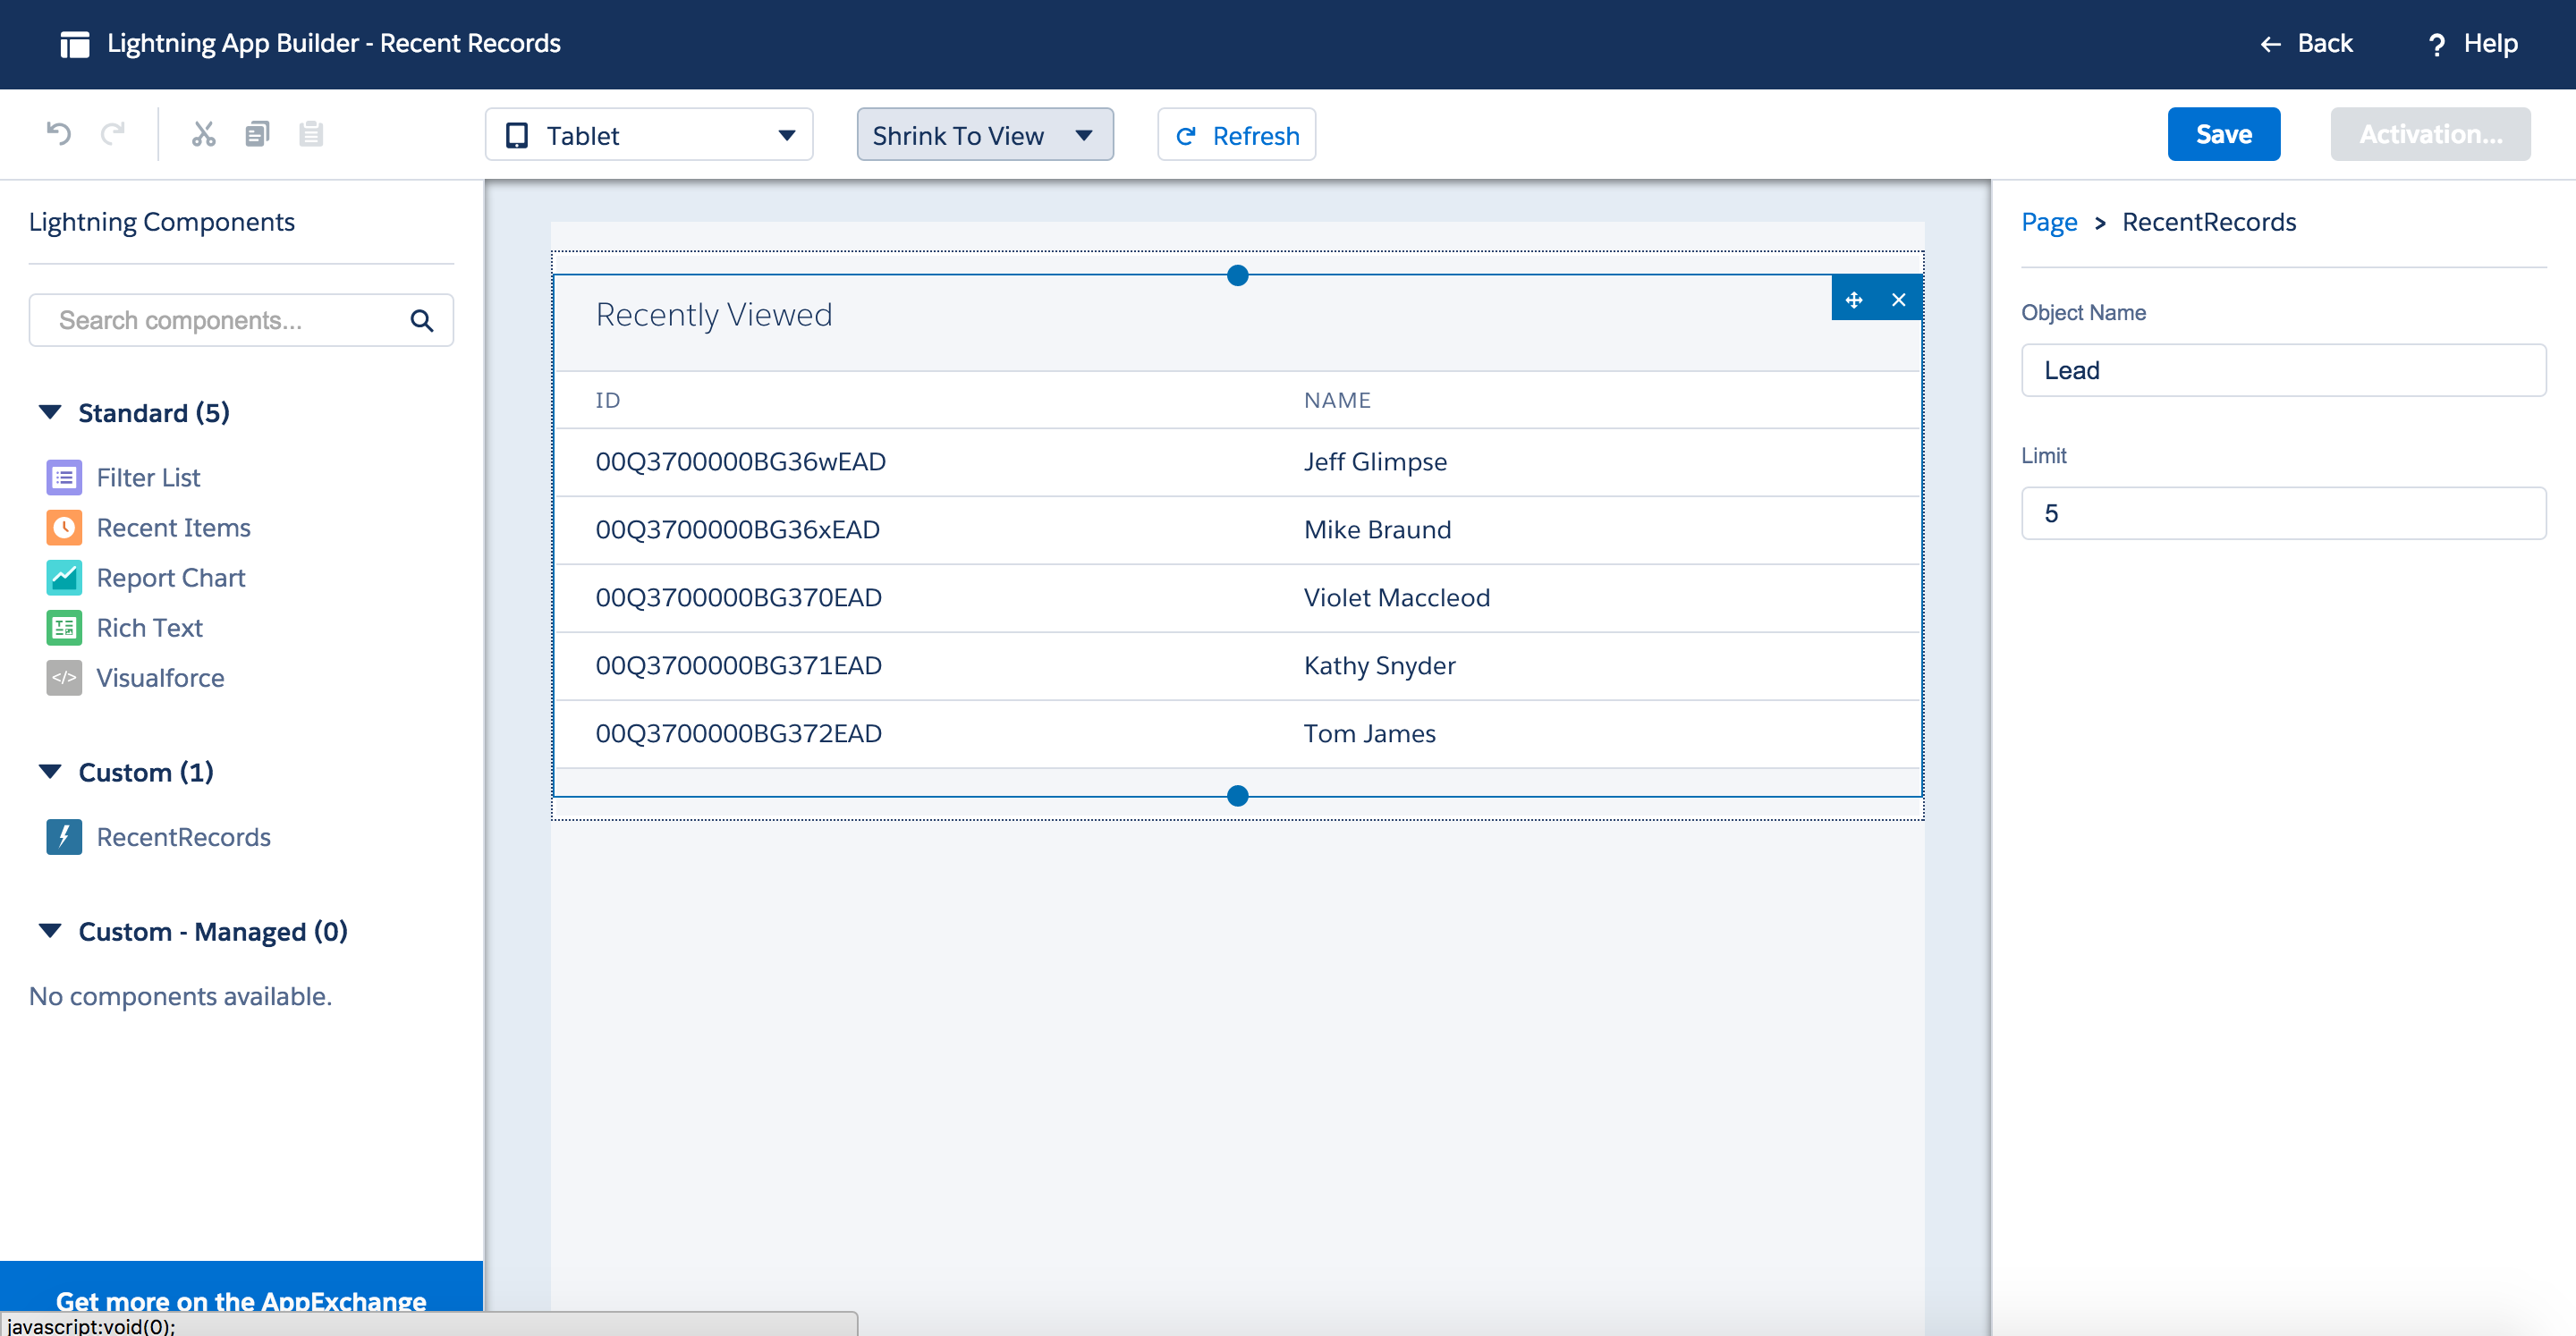 Lightning App Builder - Recent Records
Back
? Help
Tablet
Shrink To View
Refresh
Save
Activation...
Lightning Components
Search components...
Standard (5)
Filter List
Recent Items
Report Chart
Rich Text
Visualforce
Custom (1)
RecentRecords
Custom - Managed (0)
No components available.
Get more on the AppExchange
javascript:void(0);
Recently Viewed
ID NAME
00Q3700000BG36wEAD Jeff Glimpse
00Q3700000BG36xEAD Mike Braund
00Q3700000BG370EAD Violet Maccleod
00Q3700000BG371EAD Kathy Snyder
00Q3700000BG372EAD Tom James
Page > RecentRecords
Object Name
Lead
Limit
5